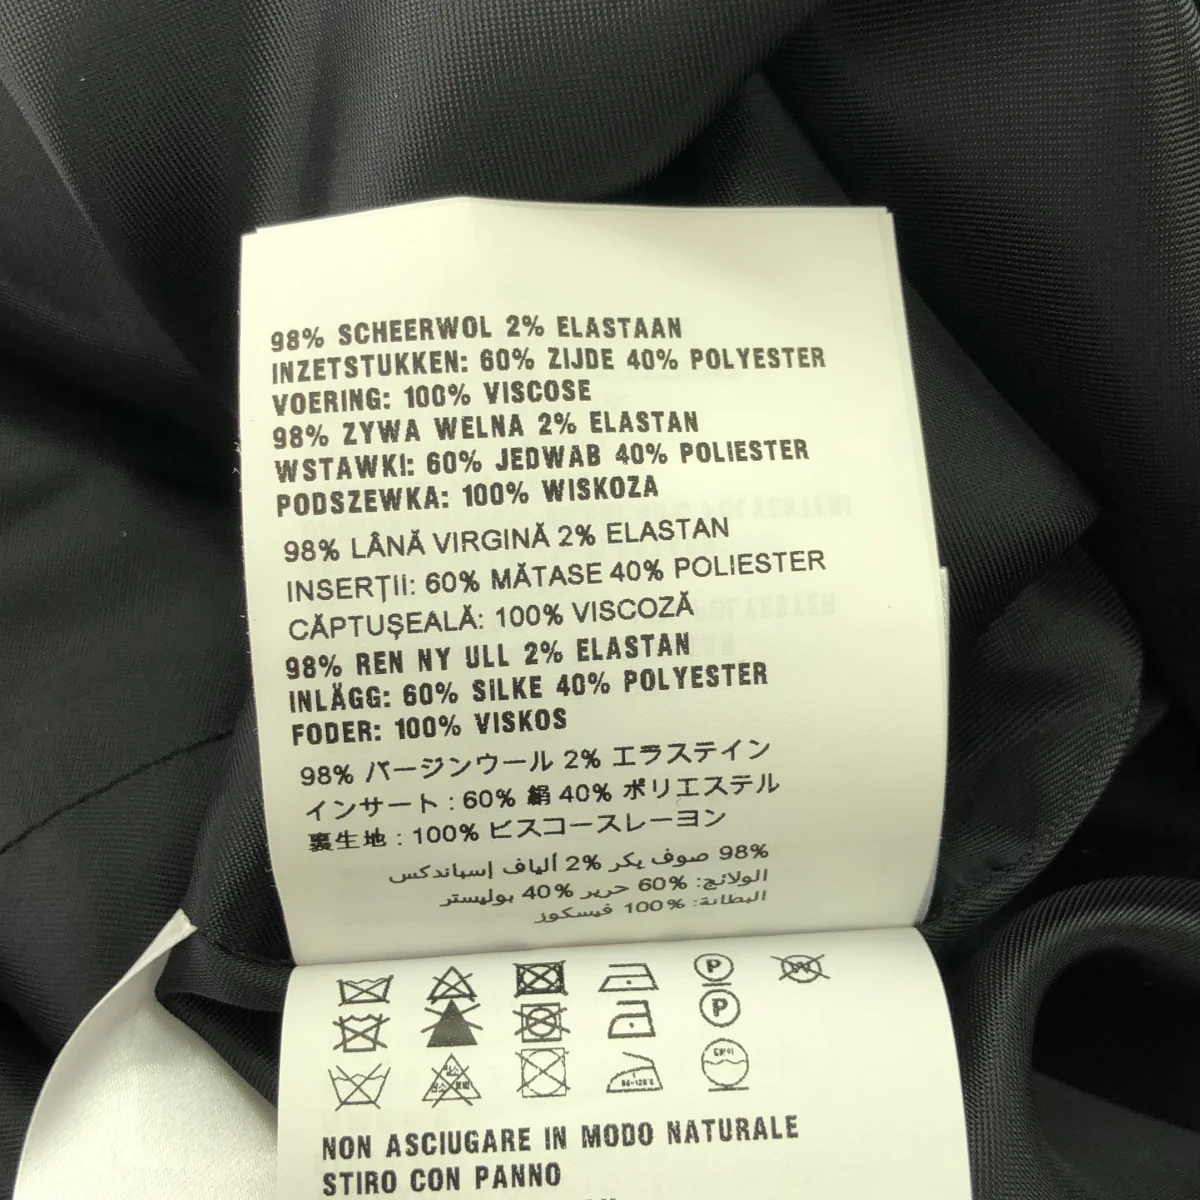 98% SCHEERWOL 2% ELASTAAN
INZETSTUKKEN: 60% ZIJDE 40% POLYESTER
VOERING: 100% VISCOSE
98% ZYWA WELNA 2% ELASTAN
WSTAWKI: 60% JEDWAB 40% POLIESTER
PODSZEWKA: 100% WISKOZA
98% LÂNĂ VIRGINĂ 2% ELASTAN
INSERȚII: 60% MĂTASE 40% POLIESTER
CĂPTUȘEALĂ: 100% VISCOZĂ
98% REN NY ULL 2% ELASTAN
INLÄGG: 60% SILKE 40% POLYESTER
FODER: 100% VISKOS
98% バージンウール 2% エラステイン
インサート : 60% 絹 40% ポリエステル
裏生地 : 100% ビスコースレーヨン
98% صوف بكر 2% ألياف إسباندكس
الولائج: 60% حرير 40% بوليستر
البطانة: 100% فيسكوز
P W
P
드라이
80~120℃
NON ASCIUGARE IN MODO NATURALE
STIRO CON PANNO